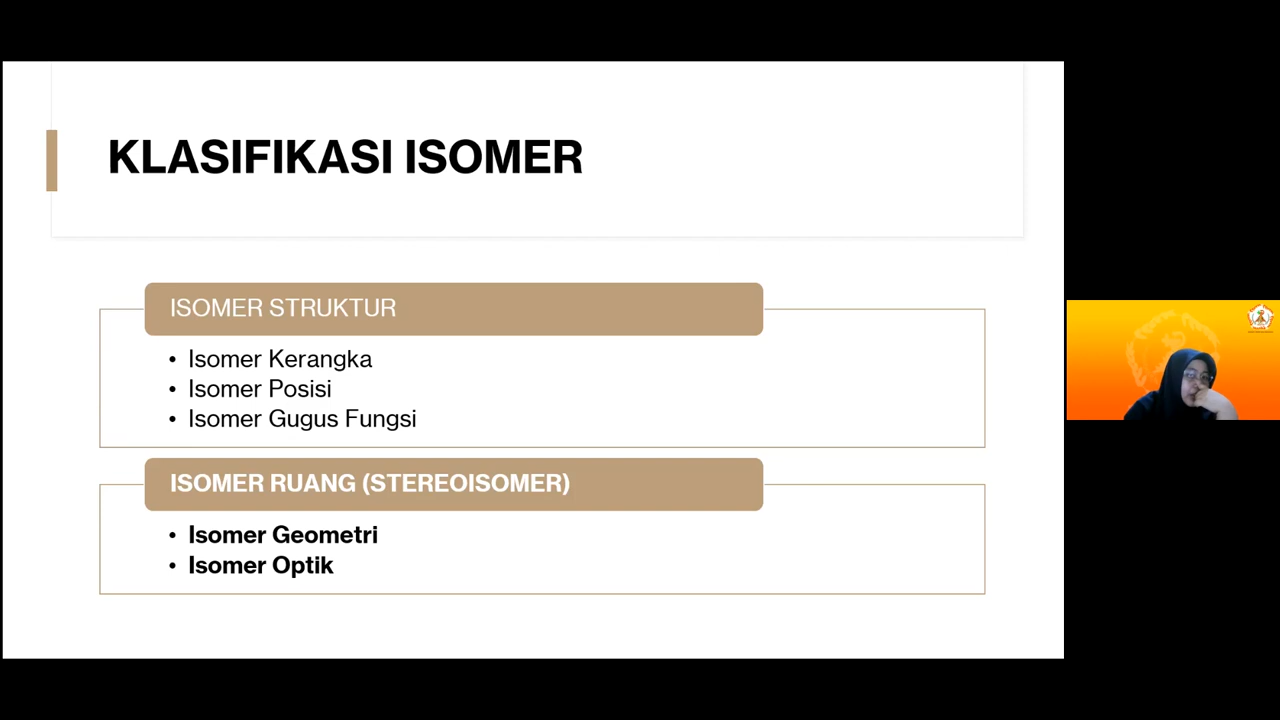 KLASIFIKASI ISOMER
ISOMER STRUKTUR
• Isomer Kerangka
• Isomer Posisi
• Isomer Gugus Fungsi
ISOMER RUANG (STEREOISOMER)
• Isomer Geometri
• Isomer Optik